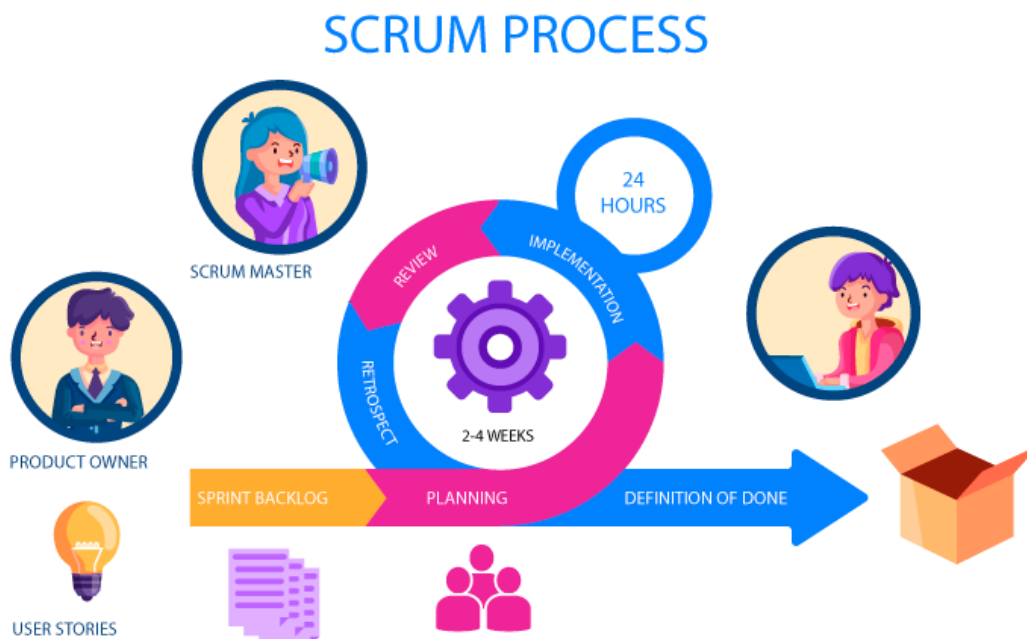 SCRUM PROCESS
24
HOURS
SCRUM MASTER
REVIEW
IMPLEMENTATION
RETROSPECT
2-4 WEEKS
PRODUCT OWNER
SPRINT BACKLOG
PLANNING
DEFINITION OF DONE
USER STORIES